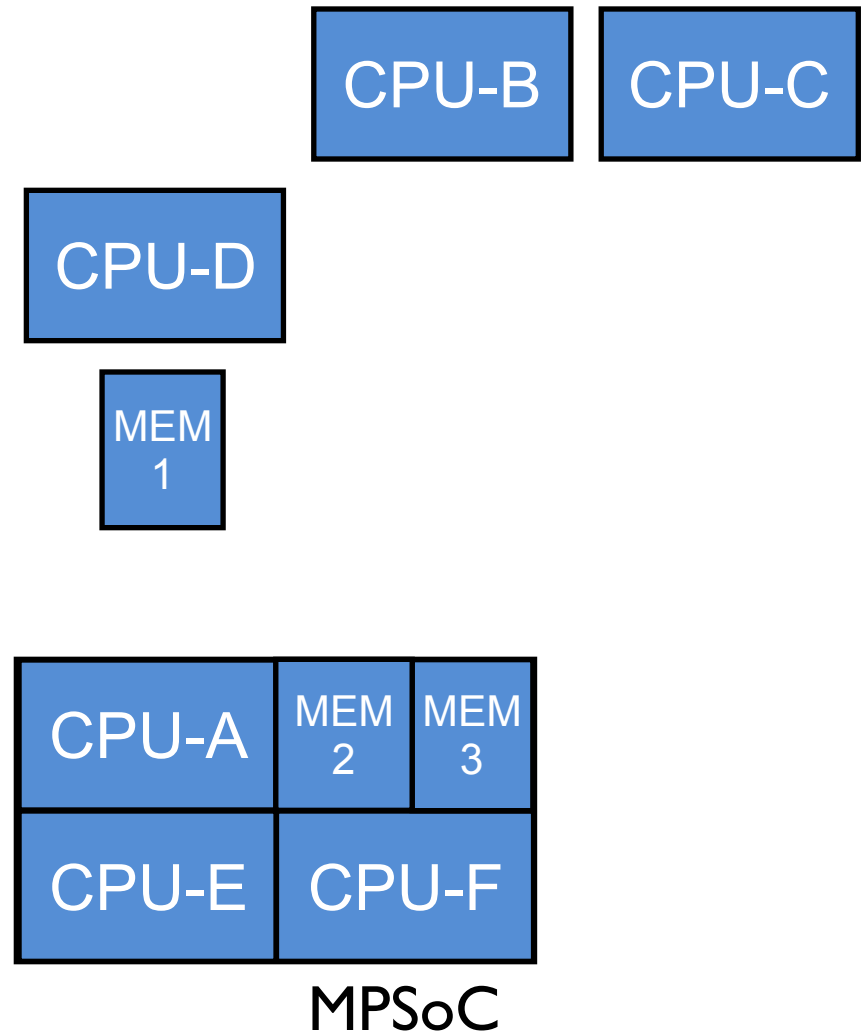 CPU-B
CPU-C
CPU-D
MEM
1
CPU-A
MEM
2
MEM
3
CPU-E
CPU-F
MPSoC